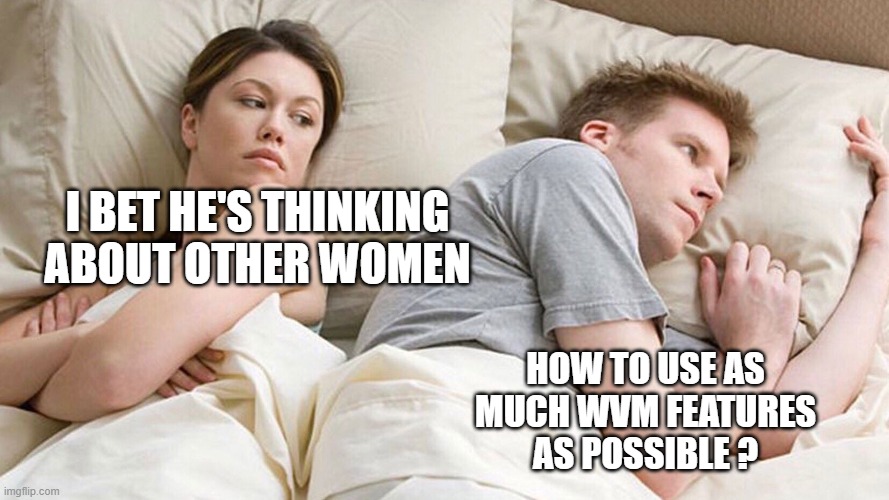 I BET HE'S THINKING
ABOUT OTHER WOMEN
HOW TO USE AS
MUCH WVM FEATURES
AS POSSIBLE ?
imgflip.com